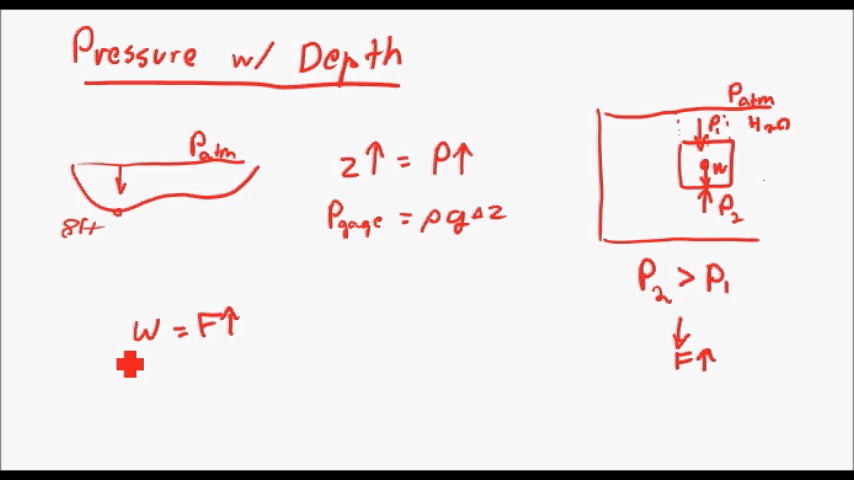 Pressure w/ Depth
Patm
8ft
z↑ = P↑
Pgage = ρgΔz
Patm
P1
H2O
W
P2
P2 > P1
↓
F↑
W = F↑